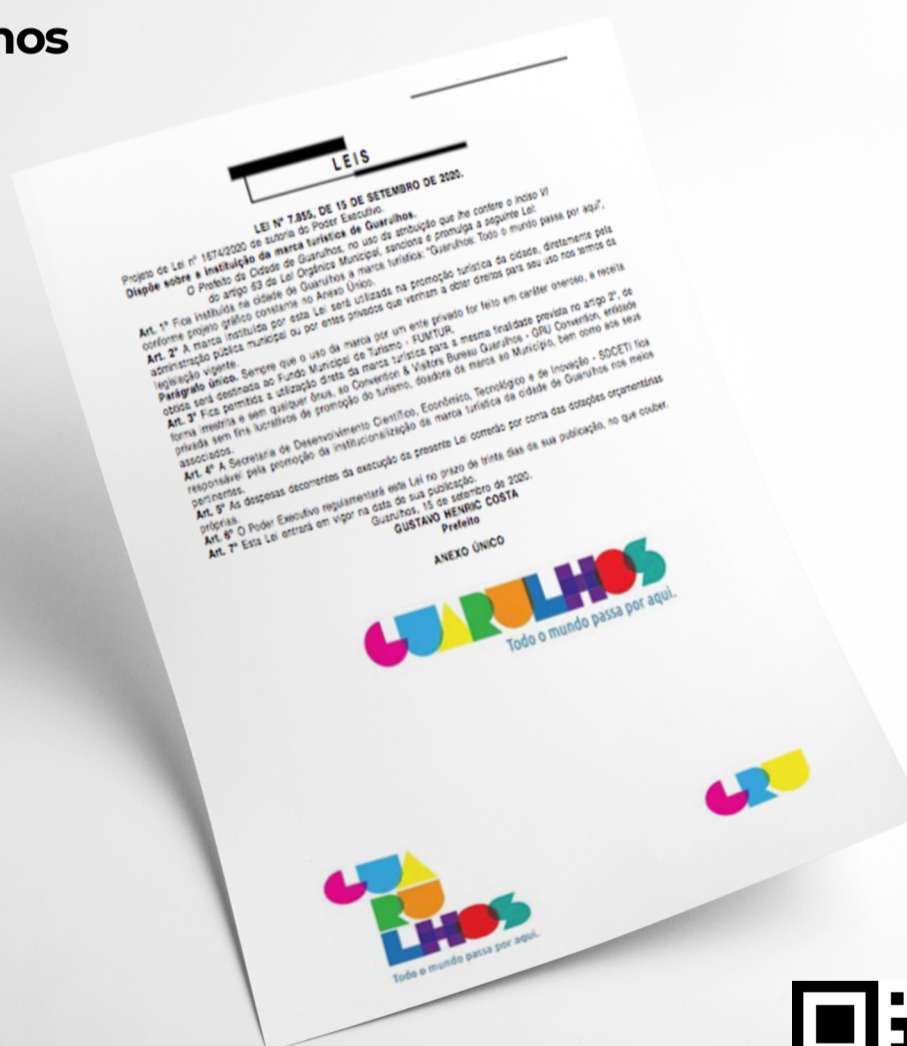 nos
LEIS
LEI Nº 7.855, DE 15 DE SETEMBRO DE 2020.
Projeto de Lei nº 1674/2020 de autoria do Poder Executivo.
Dispõe sobre a instituição da marca turística de Guarulhos.
O Prefeito da Cidade de Guarulhos, no uso da atribuição que lhe confere o inciso VI
do artigo 63 da Lei Orgânica Municipal, sanciona e promulga a seguinte Lei:
Art. 1º Fica instituída na cidade de Guarulhos a marca turística: "Guarulhos: Todo o mundo passa por aqui",
conforme projeto gráfico constante no Anexo Único.
Art. 2º A marca instituída por esta Lei será utilizada na promoção turística da cidade, diretamente pela
administração pública municipal ou por entes privados que venham a obter direitos para seu uso nos termos da
legislação vigente.
Parágrafo único. Sempre que o uso da marca por um ente privado for feito em caráter oneroso, a receita
obtida será destinada ao Fundo Municipal de Turismo - FUMTUR.
Art. 3º Fica permitida a utilização direta da marca turística para a mesma finalidade prevista no artigo 2º, de
forma irrestrita e sem qualquer ônus, ao Convention & Visitors Bureau Guarulhos - GRU Convention, entidade
privada sem fins lucrativos de promoção do turismo, doadora da marca ao Município, bem como aos seus
associados.
Art. 4º A Secretaria de Desenvolvimento Científico, Econômico, Tecnológico e de Inovação - SDCETI fica
responsável pela promoção da institucionalização da marca turística da cidade de Guarulhos nos meios
pertinentes.
Art. 5º As despesas decorrentes da execução da presente Lei correrão por conta das dotações orçamentárias
próprias.
Art. 6º O Poder Executivo regulamentará esta Lei no prazo de trinta dias da sua publicação, no que couber.
Art. 7º Esta Lei entrará em vigor na data de sua publicação.
Guarulhos, 15 de setembro de 2020.
GUSTAVO HENRIC COSTA
Prefeito
ANEXO ÚNICO
GUARULHOS
Todo o mundo passa por aqui.
GRU
GUA
RU
LHOS
Todo o mundo passa por aqui.